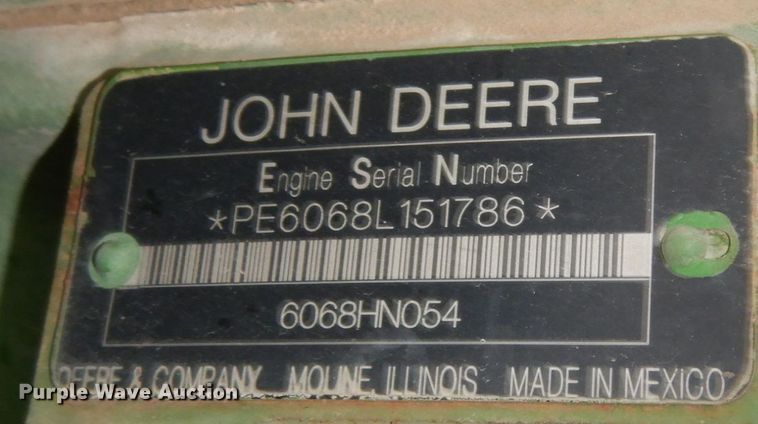 JOHN DEERE
Engine Serial Number
*PE6068L151786*
6068HN054
DEERE & COMPANY MOLINE, ILLINOIS MADE IN MEXICO
Purple Wave Auction